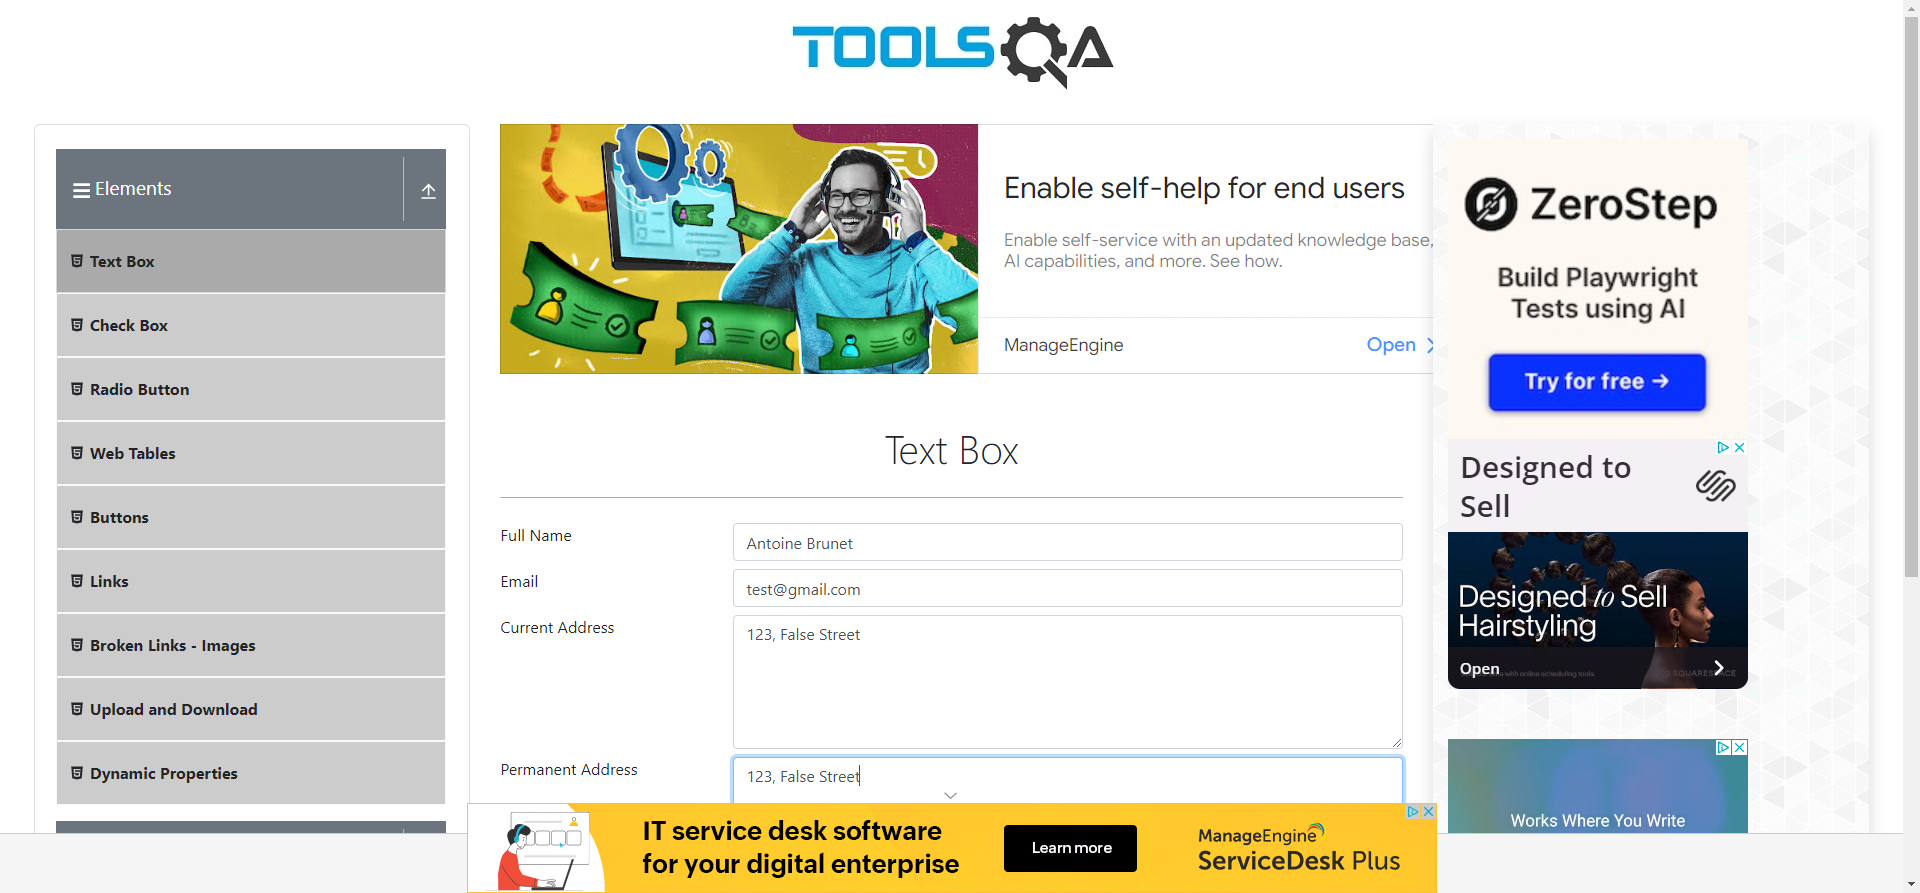 TOOLSQA
Elements
Text Box
Check Box
Radio Button
Web Tables
Buttons
Links
Broken Links - Images
Upload and Download
Dynamic Properties
Enable self-help for end users
Enable self-service with an updated knowledge base,
AI capabilities, and more. See how.
ManageEngine
Open
Text Box
Full Name
Antoine Brunet
Email
test@gmail.com
Current Address
123, False Street
Permanent Address
123, False Street
ZeroStep
Build Playwright
Tests using AI
Try for free →
Designed to
Sell
Designed to Sell
Hairstyling
Open
with online scheduling tools.
SQUARESPACE
Works Where You Write
IT service desk software
for your digital enterprise
Learn more
ManageEngine
ServiceDesk Plus